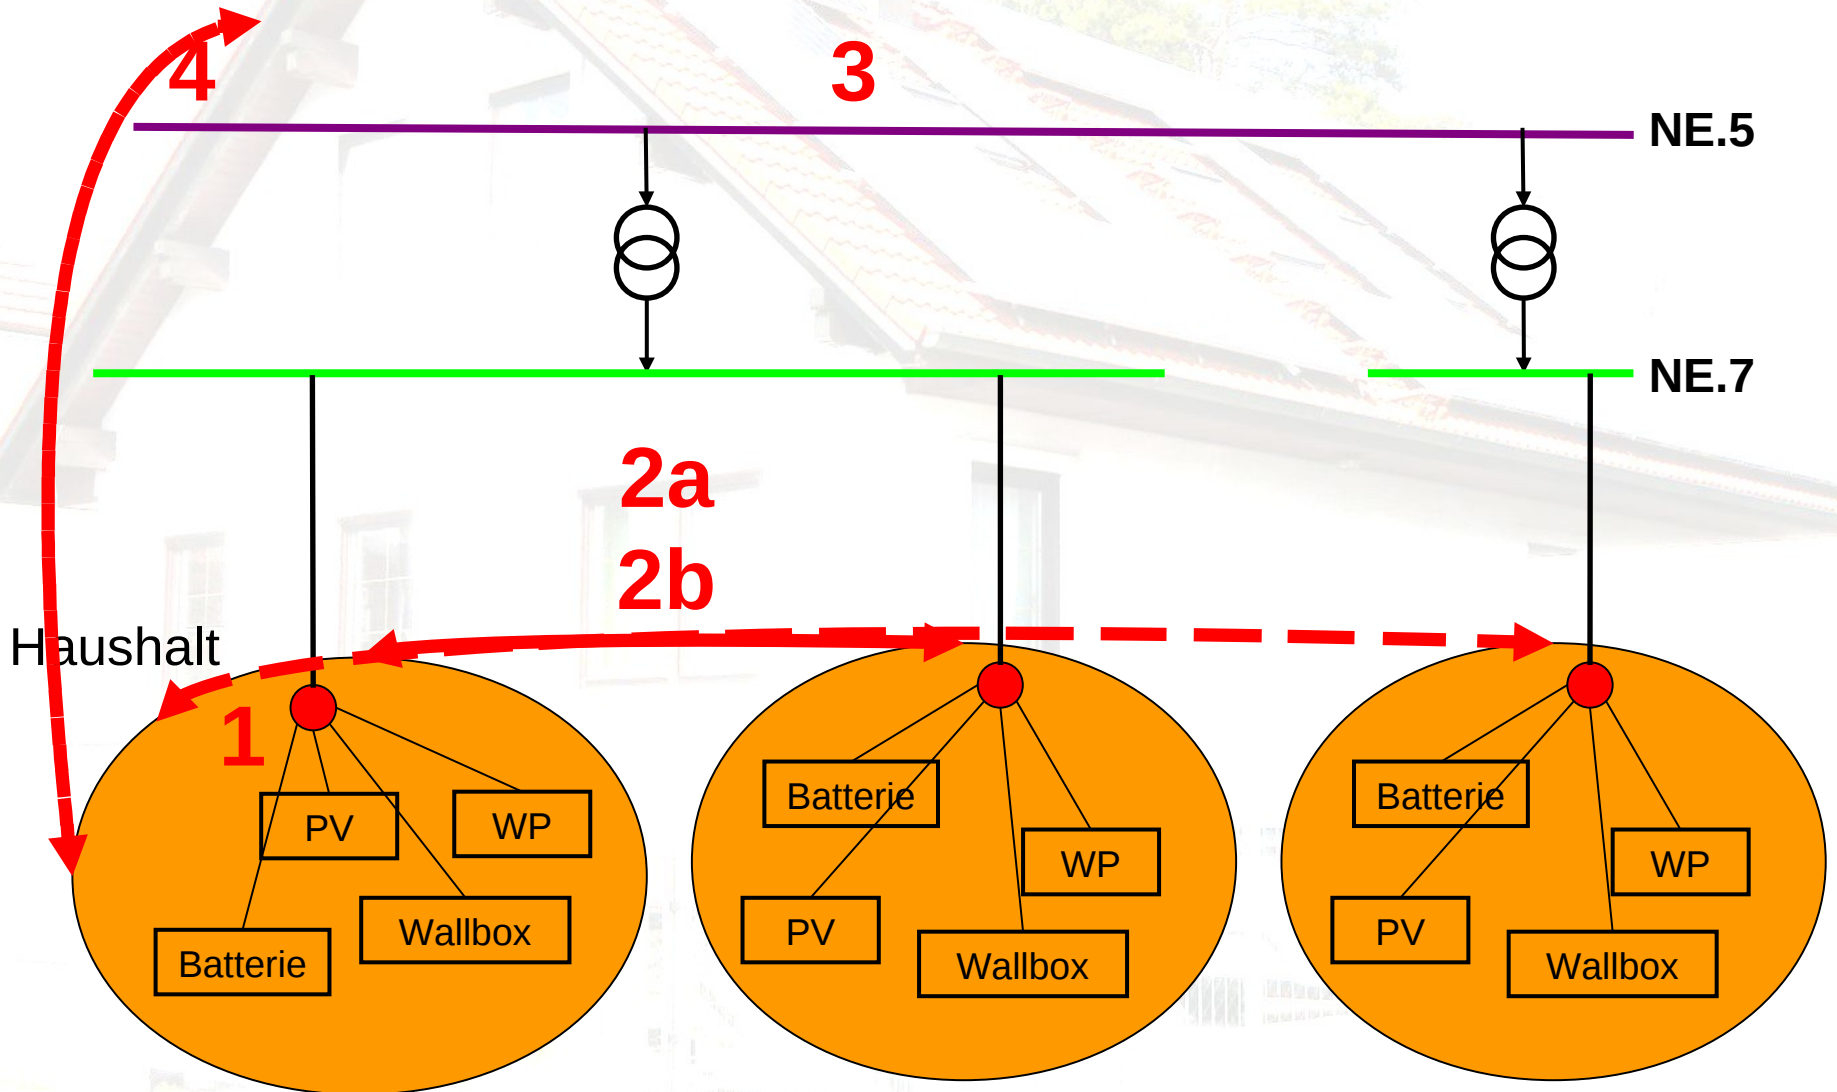 4
3
NE.5
NE.7
2a
2b
Haushalt
1
PV
WP
Batterie
Wallbox
Batterie
WP
PV
Wallbox
Batterie
WP
PV
Wallbox